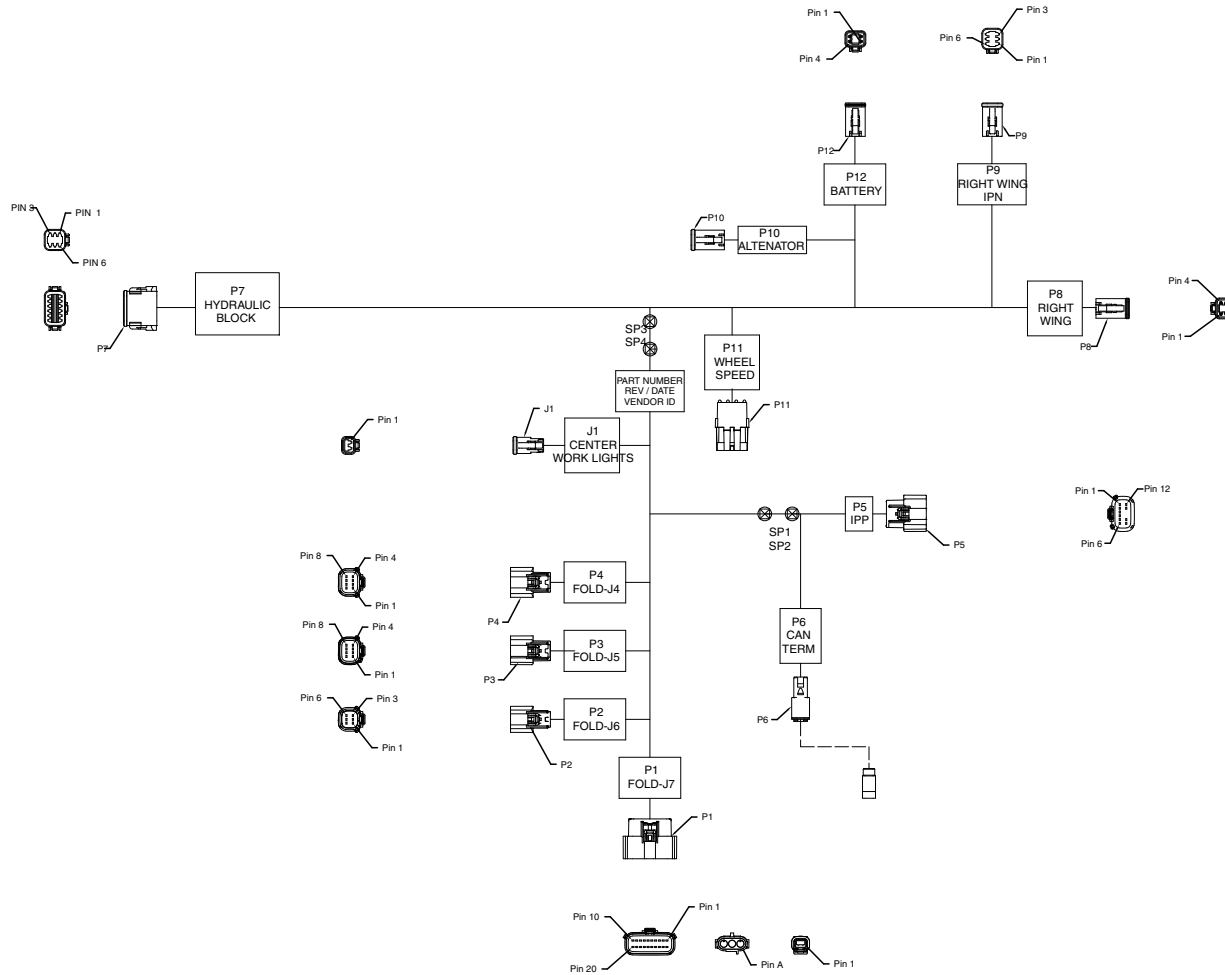 Pin 1
Pin 3
Pin 6
Pin 4
Pin 1
P12
P9
P12
BATTERY
P9
RIGHT WING
IPN
PIN 3
PIN 1
PIN 6
P10
P10
ALTENATOR
P7
HYDRAULIC
BLOCK
P7
P8
RIGHT
WING
P8
Pin 4
Pin 1
SP3
SP4
P11
WHEEL
SPEED
P11
PART NUMBER
REV / DATE
VENDOR ID
Pin 1
J1
J1
CENTER
WORK LIGHTS
SP1
SP2
P5
IPP
P5
Pin 1
Pin 12
Pin 6
Pin 8
Pin 4
Pin 1
P4
P4
FOLD-J4
Pin 8
Pin 4
Pin 1
P3
P3
FOLD-J5
P6
CAN
TERM
P6
Pin 6
Pin 3
Pin 1
P2
P2
FOLD-J6
P1
FOLD-J7
P1
Pin 10
Pin 1
Pin 20
Pin A
Pin 1